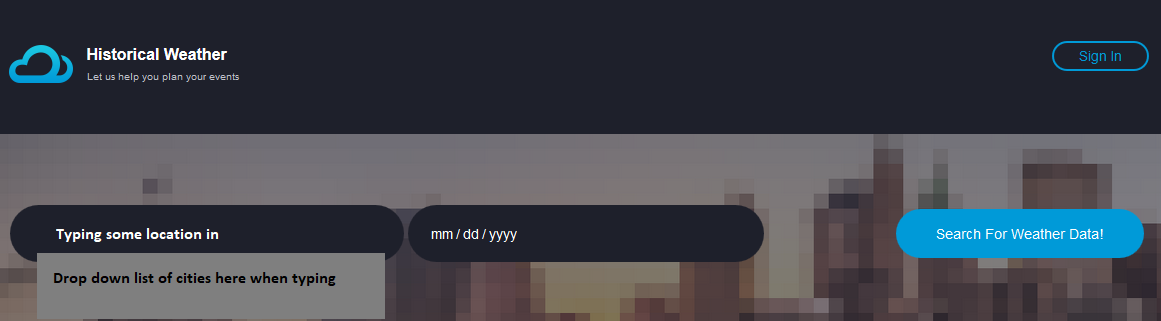 Historical Weather
Let us help you plan your events
Sign In
Typing some location in
mm / dd / yyyy
Search For Weather Data!
Drop down list of cities here when typing